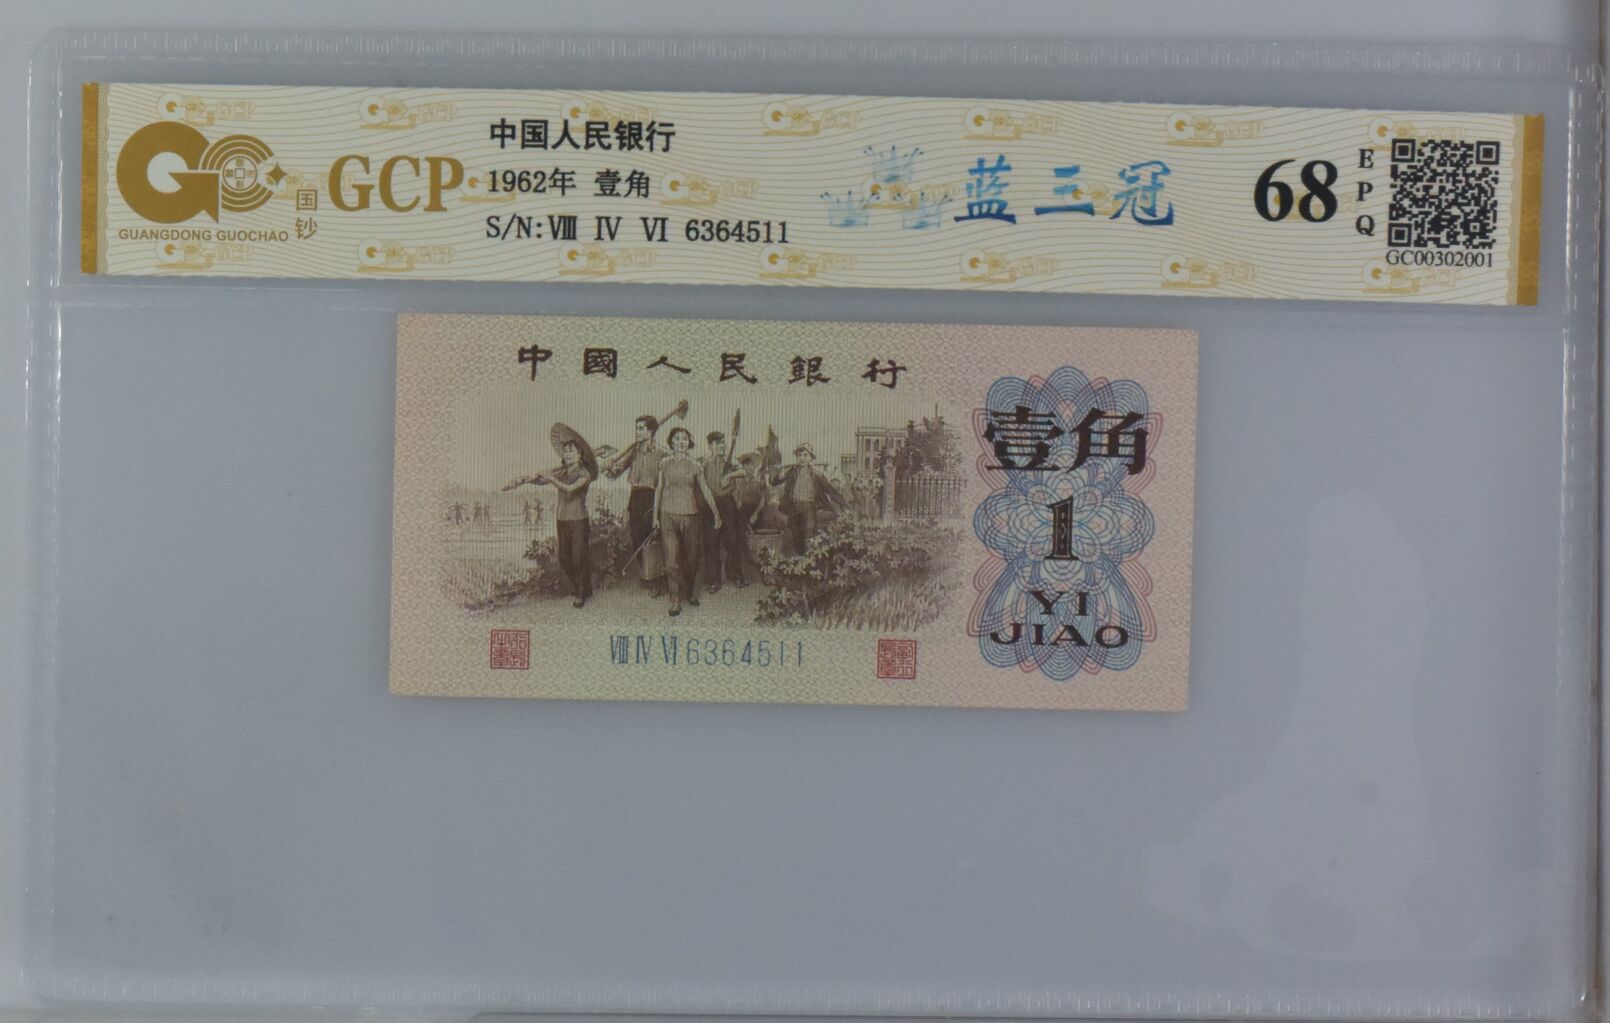 GCP
GUANGDONG GUOCHAO
国钞
中国人民银行
1962年 壹角
S/N: Ⅷ Ⅳ Ⅵ 6364511
蓝三冠
68
EPQ
GC00302001
中國人民銀行
壹角
1
YI
JIAO
Ⅷ Ⅳ Ⅵ 6364511